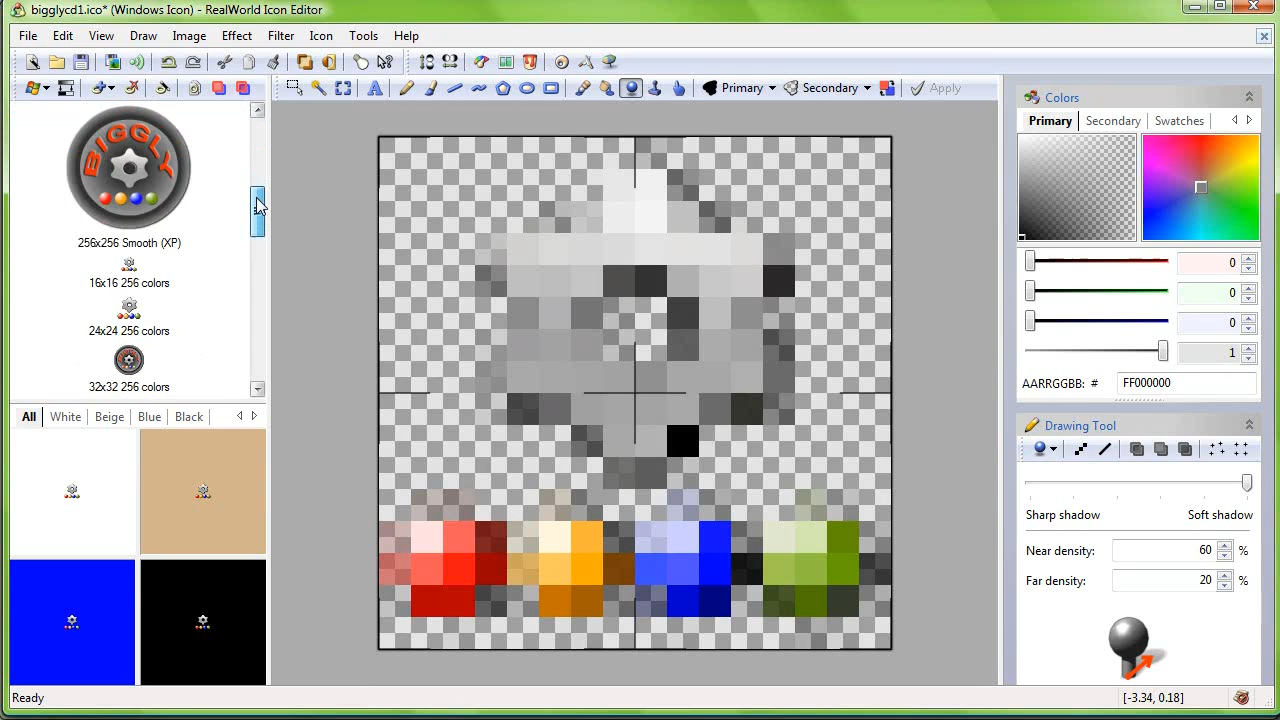 bigglycd1.ico* (Windows Icon) - RealWorld Icon Editor
File Edit View Draw Image Effect Filter Icon Tools Help
Primary Secondary Apply
BIGGLY
256x256 Smooth (XP)
16x16 256 colors
24x24 256 colors
32x32 256 colors
All White Beige Blue Black
Colors
Primary Secondary Swatches
0
0
0
1
AARRGGBB: # FF000000
Drawing Tool
Sharp shadow Soft shadow
Near density: 60 %
Far density: 20 %
Ready [-3.34, 0.18]